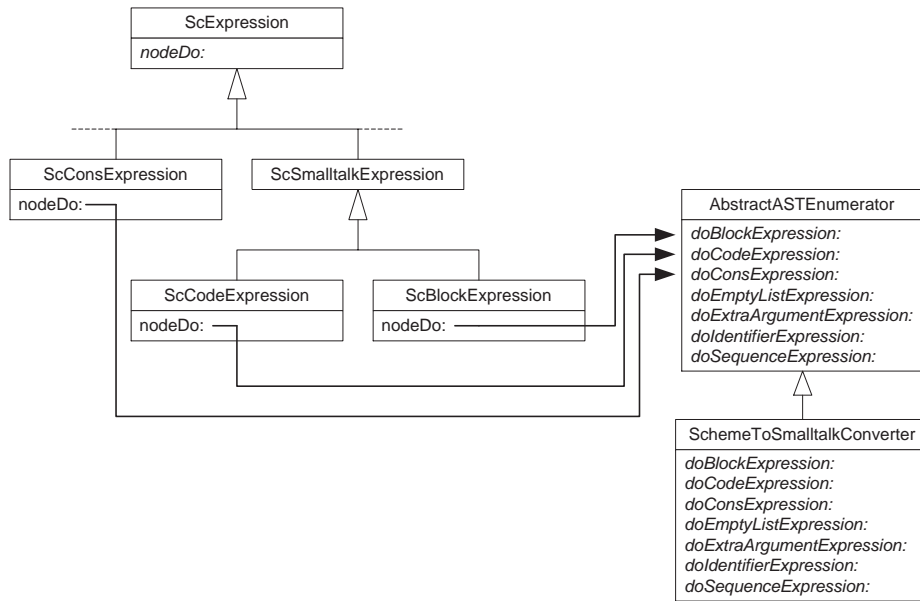 ScExpression
nodeDo:
ScConsExpression
nodeDo:
ScSmalltalkExpression
ScCodeExpression
nodeDo:
ScBlockExpression
nodeDo:
AbstractASTEnumerator
doBlockExpression:
doCodeExpression:
doConsExpression:
doEmptyListExpression:
doExtraArgumentExpression:
doIdentifierExpression:
doSequenceExpression:
SchemeToSmalltalkConverter
doBlockExpression:
doCodeExpression:
doConsExpression:
doEmptyListExpression:
doExtraArgumentExpression:
doIdentifierExpression:
doSequenceExpression: